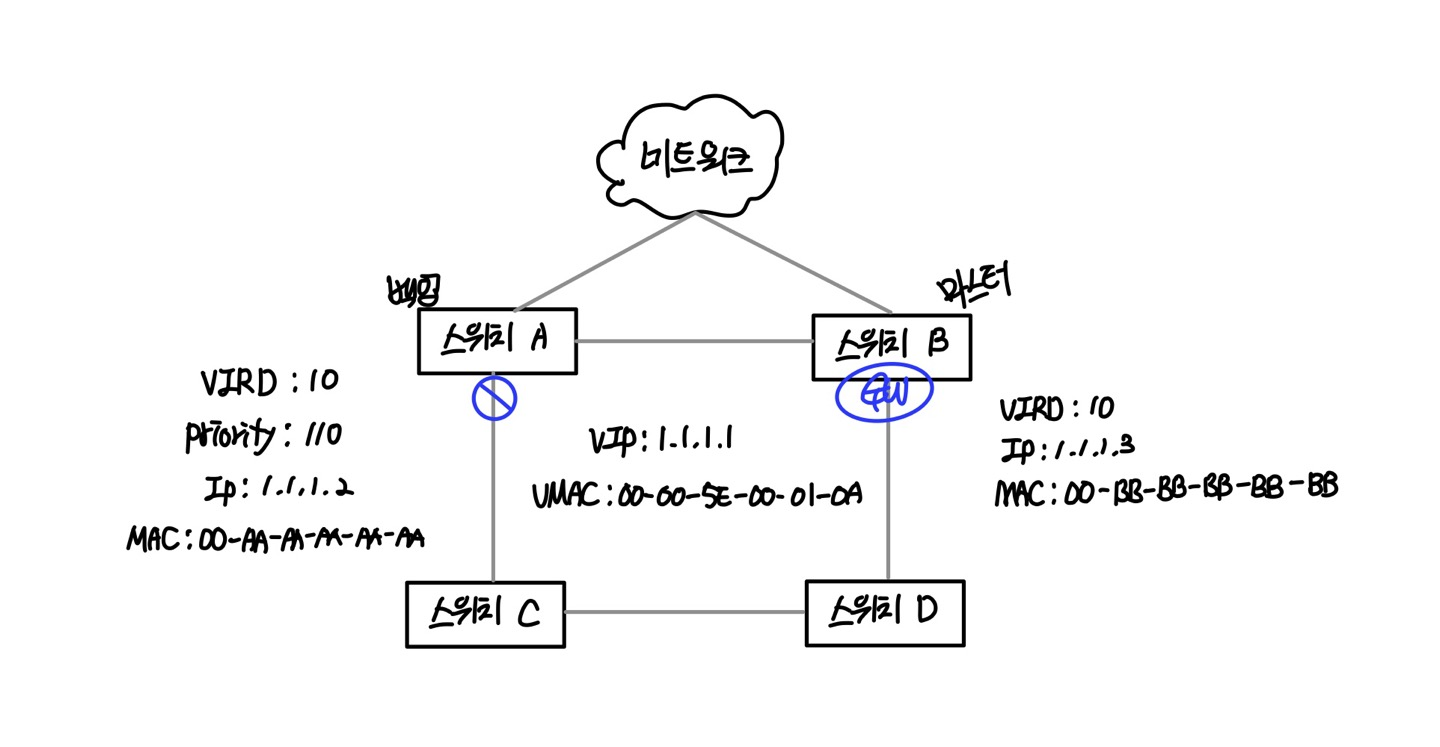 네트워크
백업
마스터
스위치 A
스위치 B
GW
VIRD : 10
Priority : 110
Ip : 1.1.1.2
MAC : 00-AA-AA-AA-AA-AA
VIp : 1.1.1.1
VMAC : 00-00-5E-00-01-0A
VIRD : 10
Ip : 1.1.1.3
MAC : 00-BB-BB-BB-BB-BB
스위치 C
스위치 D